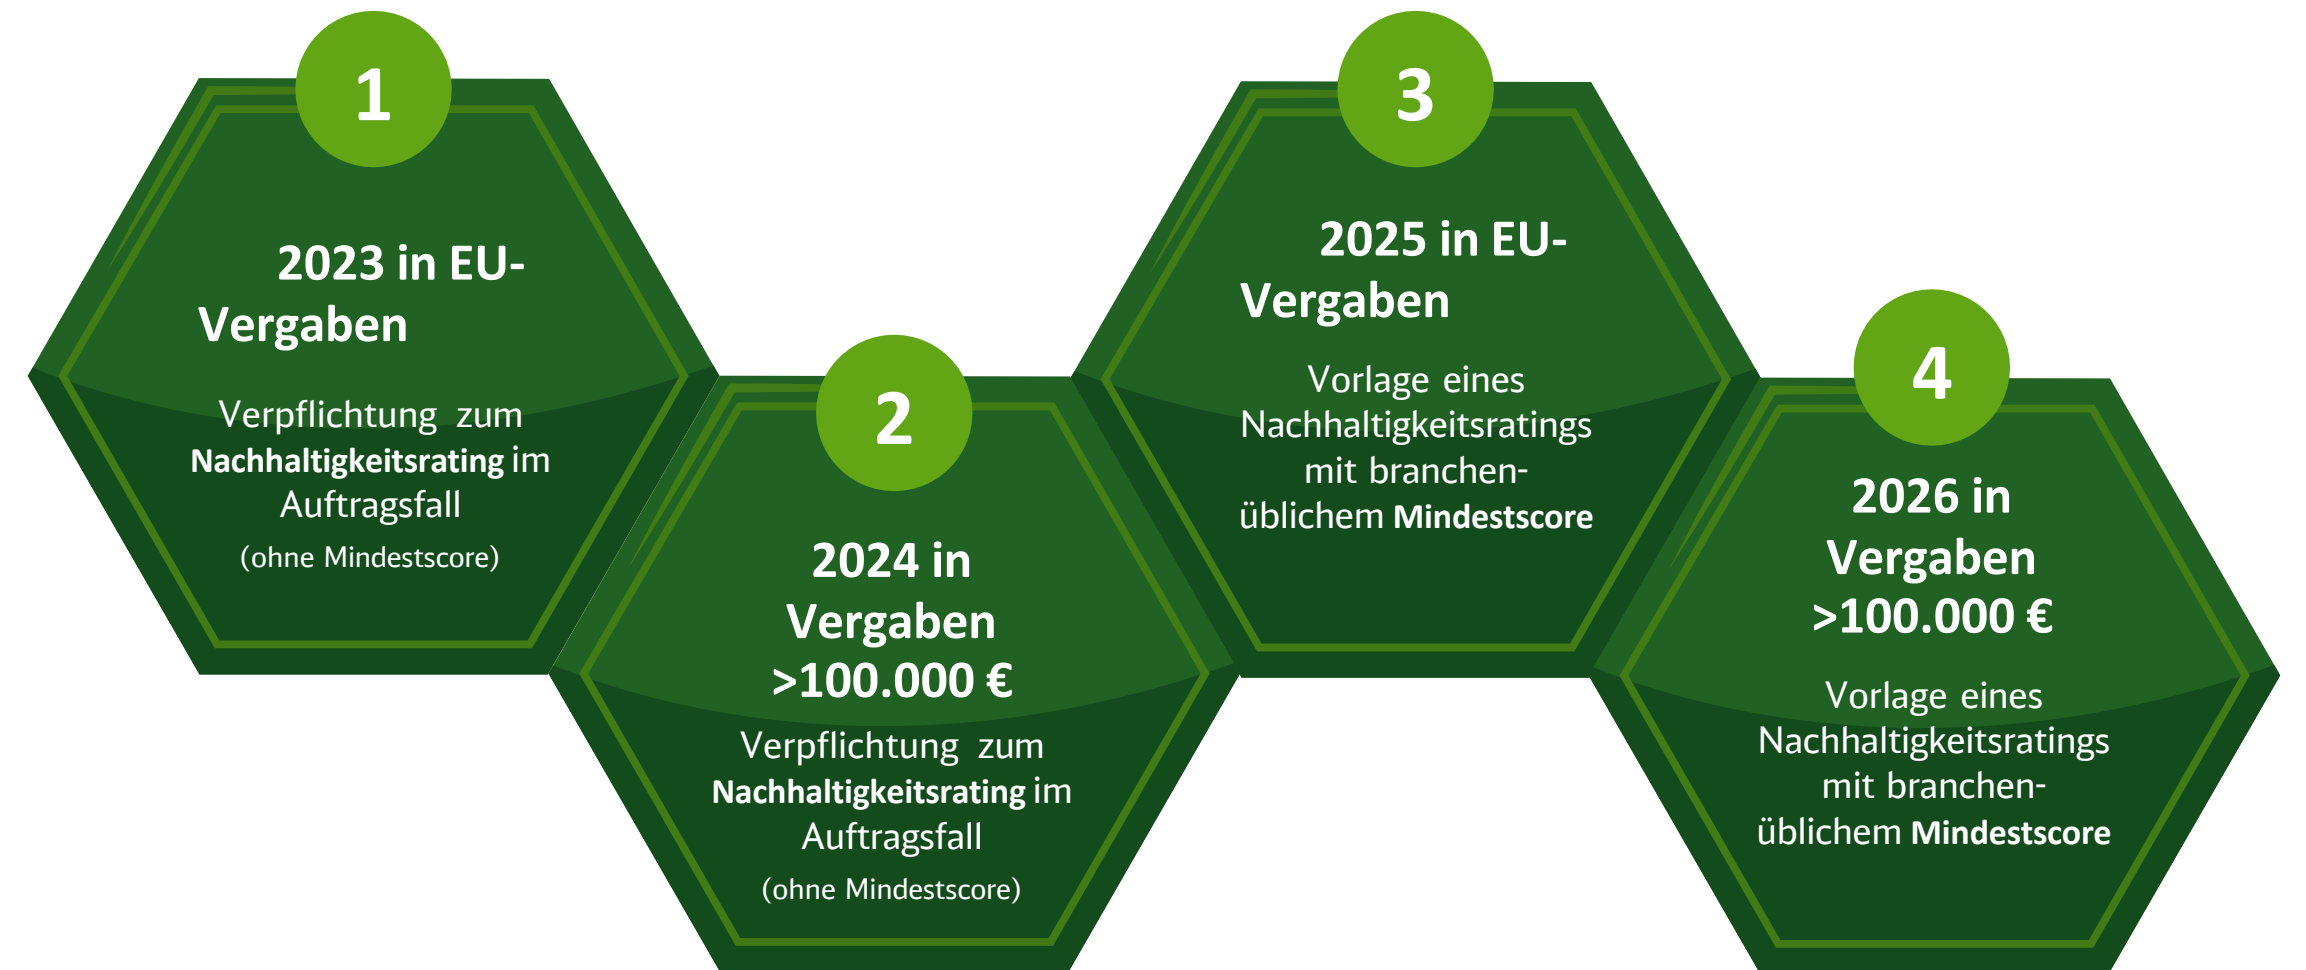 1
2023 in EU-
Vergaben
Verpflichtung zum
Nachhaltigkeitsrating im
Auftragsfall
(ohne Mindestscore)
2
2024 in
Vergaben
>100.000 €
Verpflichtung zum
Nachhaltigkeitsrating im
Auftragsfall
(ohne Mindestscore)
3
2025 in EU-
Vergaben
Vorlage eines
Nachhaltigkeitsratings
mit branchen-
üblichem Mindestscore
4
2026 in
Vergaben
>100.000 €
Vorlage eines
Nachhaltigkeitsratings
mit branchen-
üblichem Mindestscore